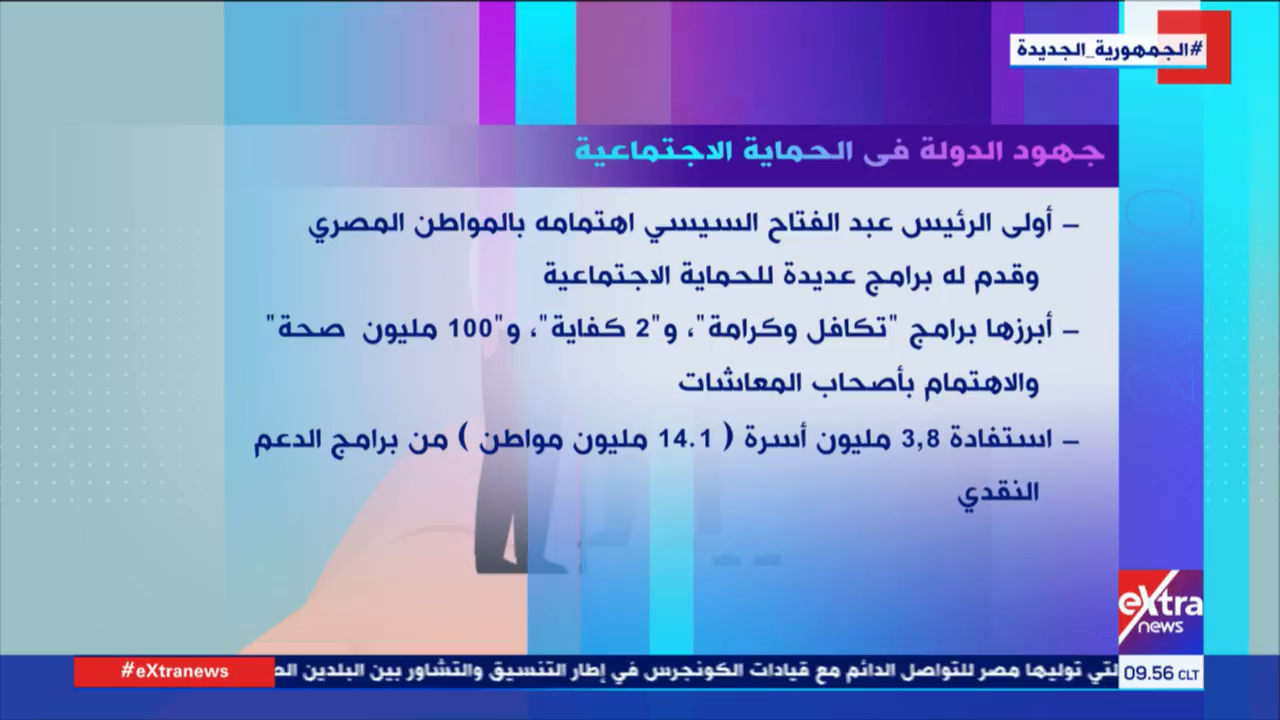 #الجمهورية_الجديدة
جهود الدولة فى الحماية الاجتماعية
- أولى الرئيس عبد الفتاح السيسي اهتمامه بالمواطن المصري
وقدم له برامج عديدة للحماية الاجتماعية
- أبرزها برامج "تكافل وكرامة"، و"2 كفاية"، و"100 مليون صحة"
والاهتمام بأصحاب المعاشات
- استفادة 3,8 مليون أسرة ( 14.1 مليون مواطن ) من برامج الدعم
النقدي
eXtra
news
#eXtranews
توليها مصر للتواصل الدائم مع قيادات الكونجرس في إطار التنسيق والتشاور بين البلدين
09.56 CLT